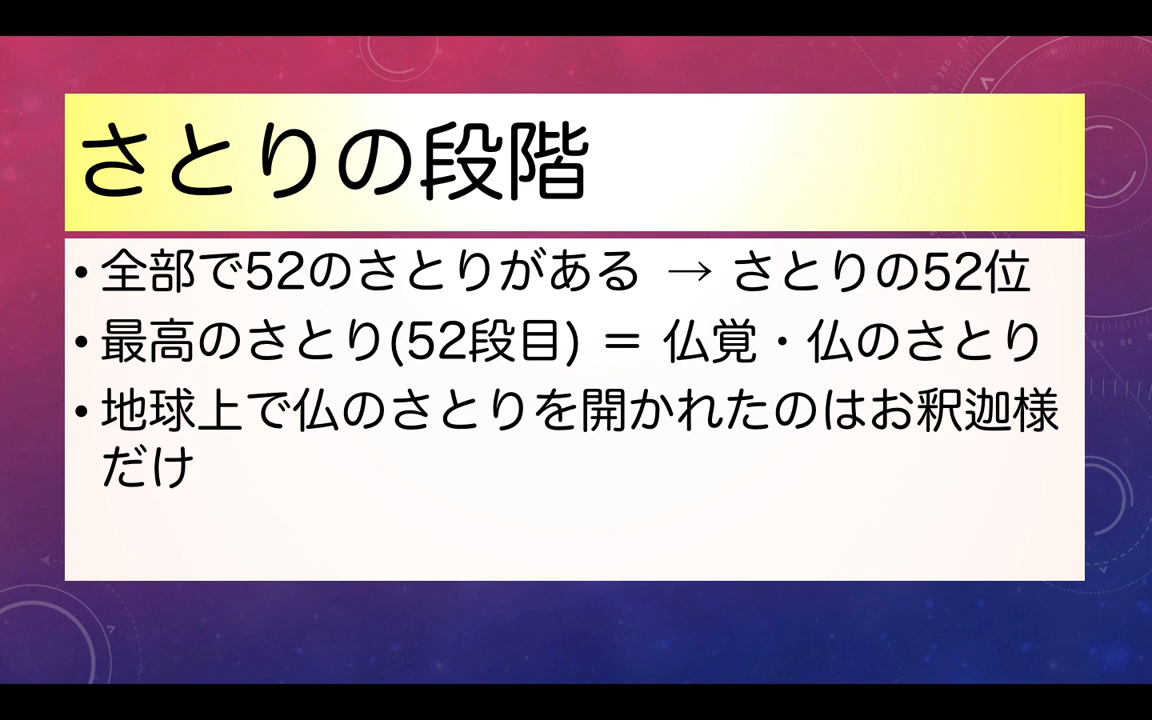 さとりの段階
• 全部で52のさとりがある → さとりの52位
• 最高のさとり(52段目) ＝ 仏覚・仏のさとり
• 地球上で仏のさとりを開かれたのはお釈迦様
だけ